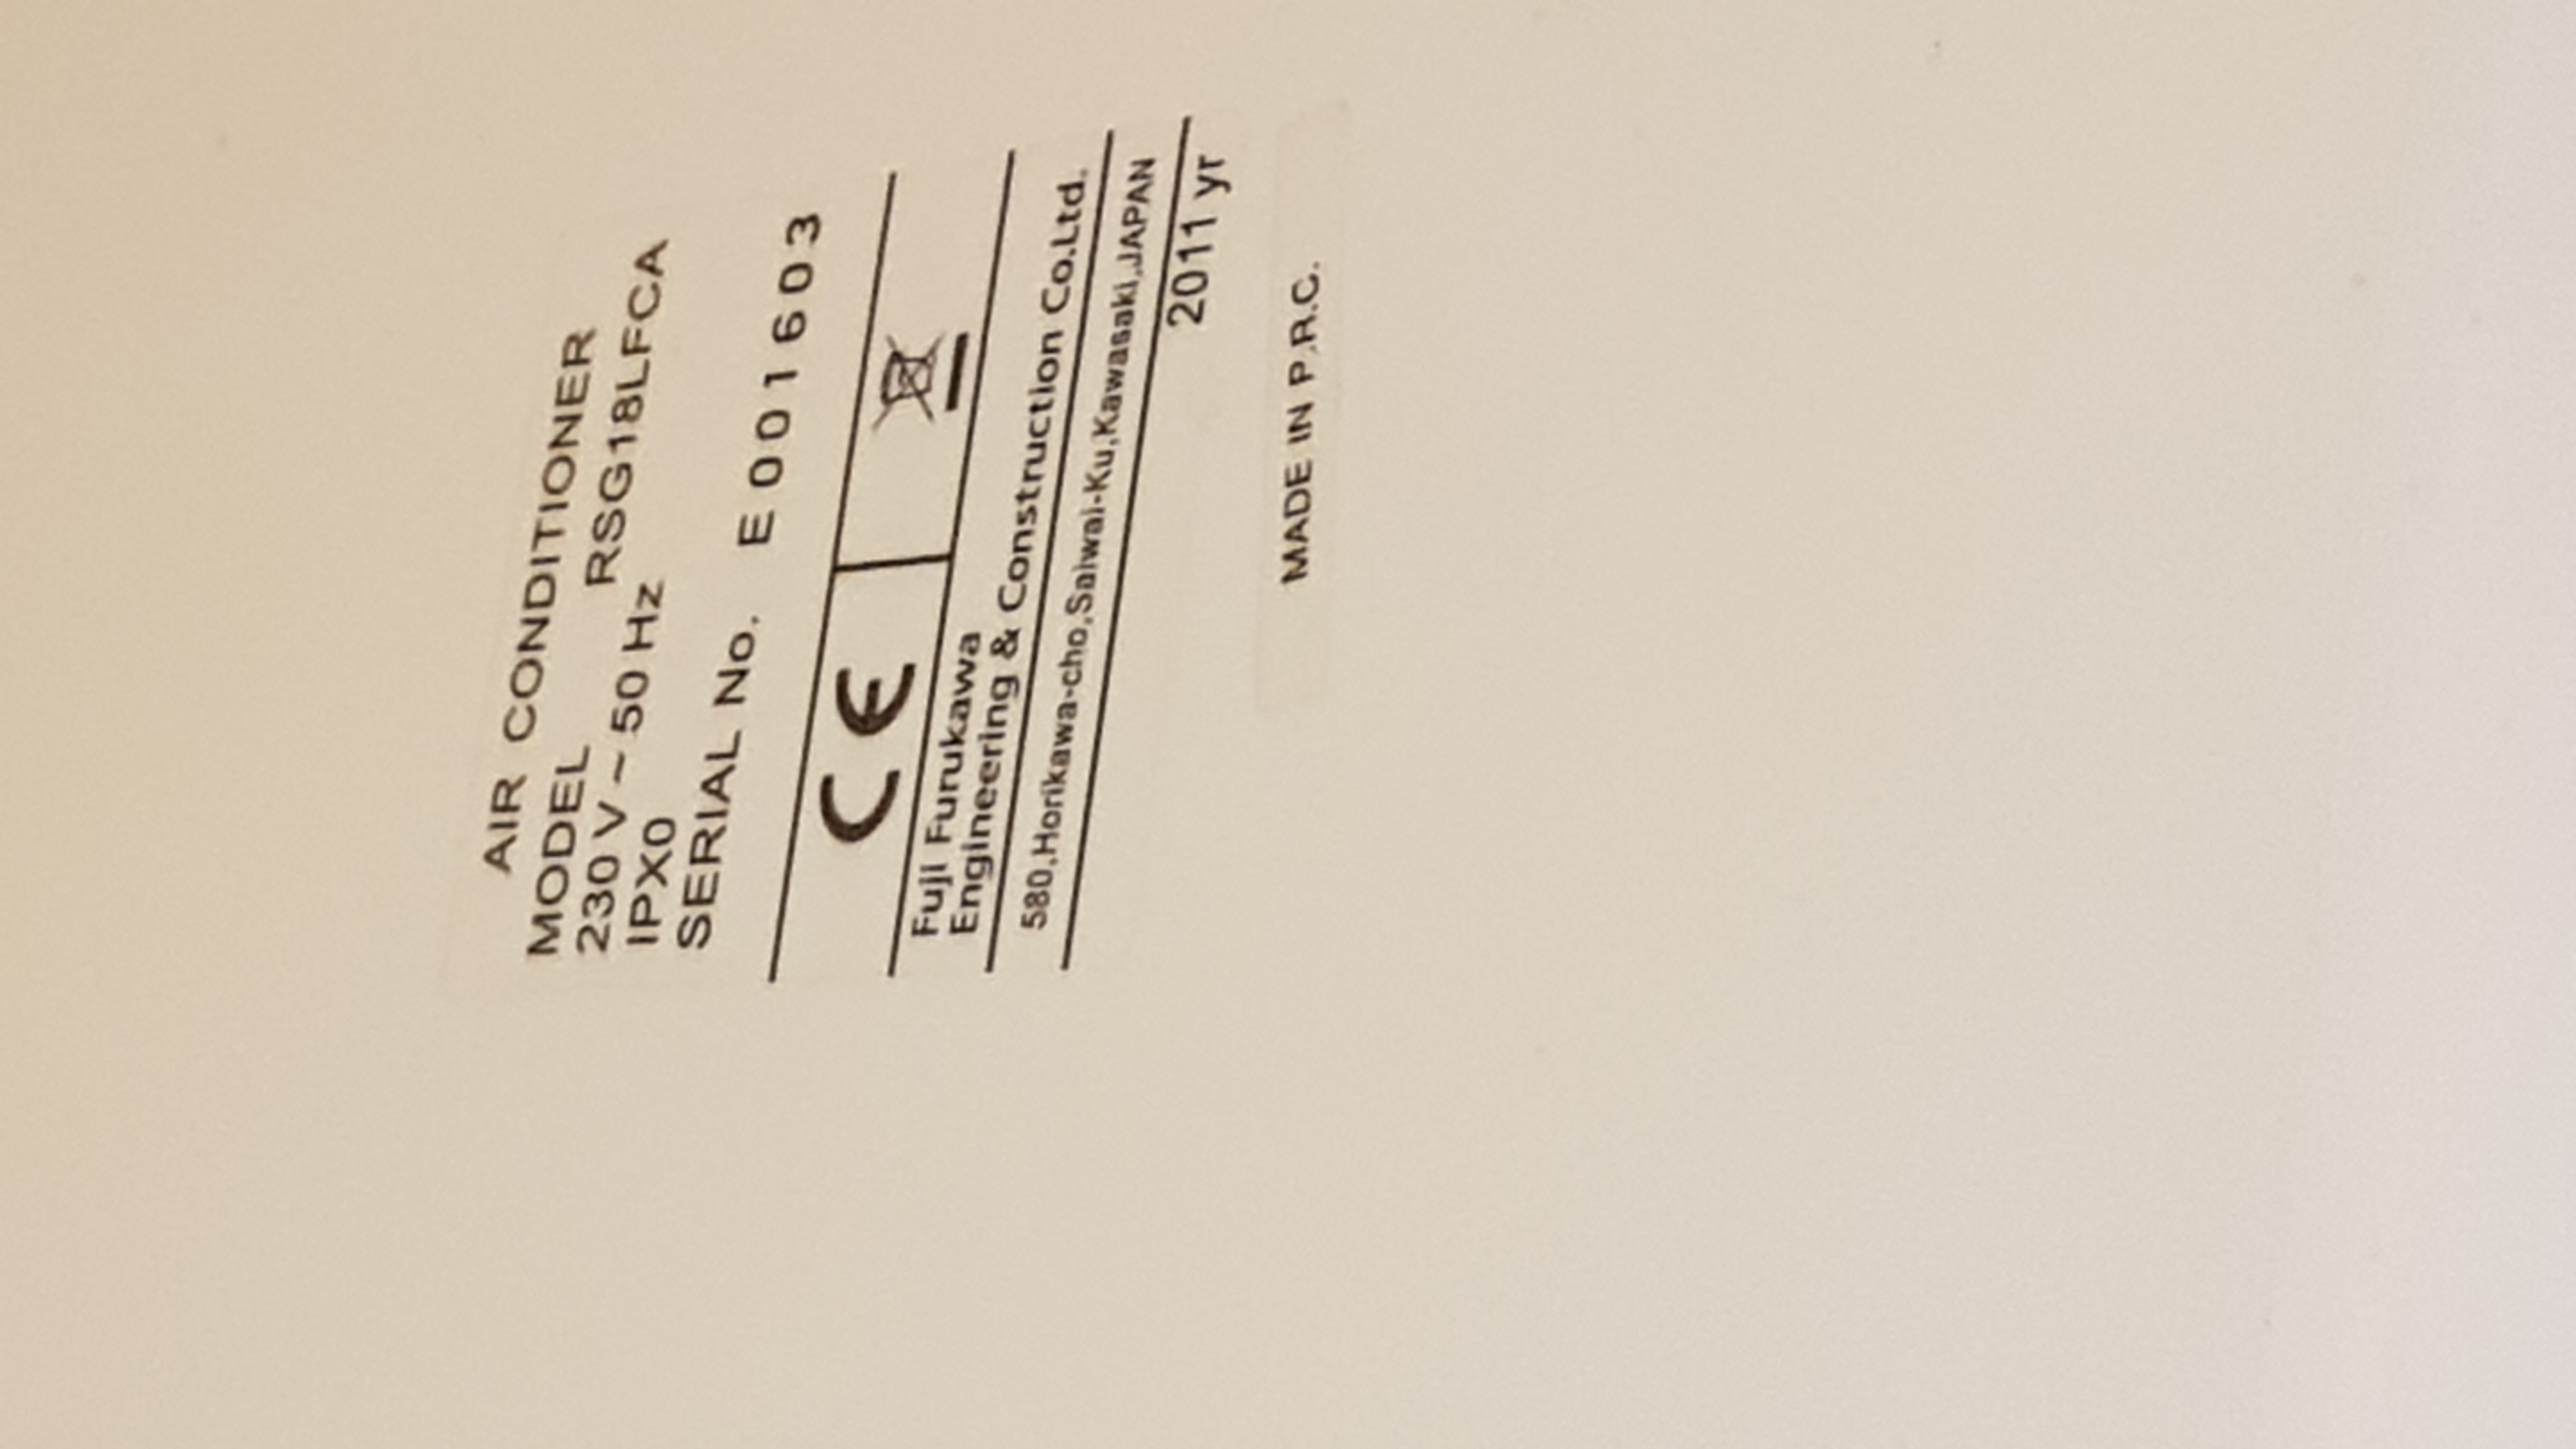 AIR CONDITIONER
MODEL RSG18LFCA
230 V ~ 50 Hz
IPX0
SERIAL No. E001603
CE
Fuji Furukawa
Engineering & Construction Co.Ltd.
580,Horikawa-cho,Saiwai-Ku,Kawasaki,JAPAN
2011 yr
MADE IN P.R.C.